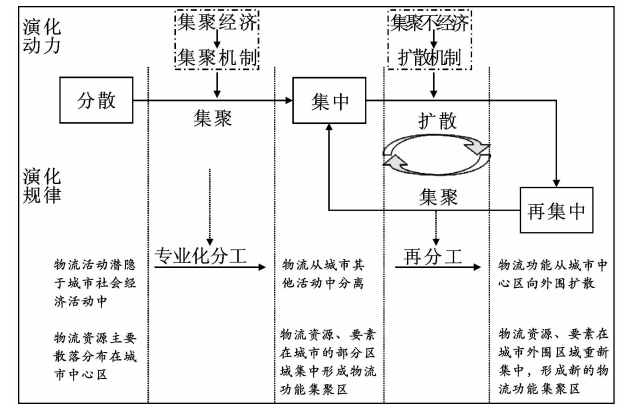 演化
动力
集聚经济
集聚机制
集聚不经济
扩散机制
分散
集聚
集中
扩散
集聚
再集中
演化
规律
专业化分工
再分工
物流活动潜隐
于城市社会经
济活动中
物流从城市其
他活动中分离
物流功能从城市中
心区向外围扩散
物流资源主要
散落分布在城
市中心区
物流资源、要素
在城市的部分区
域集中形成物流
功能集聚区
物流资源、要素在
城市外围区域重新
集中，形成新的物
流功能集聚区